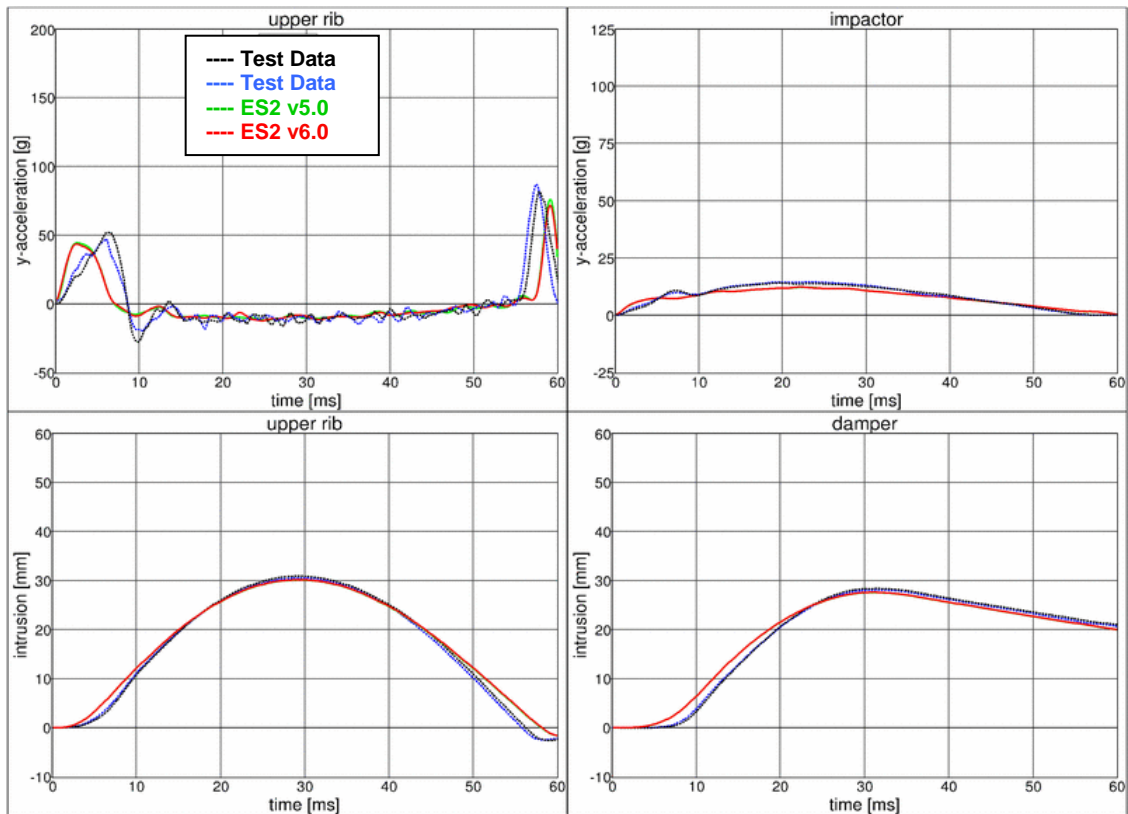 upper rib
200
150
100
50
0
-50
y-acceleration [g]
---- Test Data
---- Test Data
---- ES2 v5.0
---- ES2 v6.0
0 10 20 30 40 50 60
time [ms]
impactor
125
100
75
50
25
0
-25
y-acceleration [g]
0 10 20 30 40 50 60
time [ms]
upper rib
60
50
40
30
20
10
0
-10
intrusion [mm]
0 10 20 30 40 50 60
time [ms]
damper
60
50
40
30
20
10
0
-10
intrusion [mm]
0 10 20 30 40 50 60
time [ms]